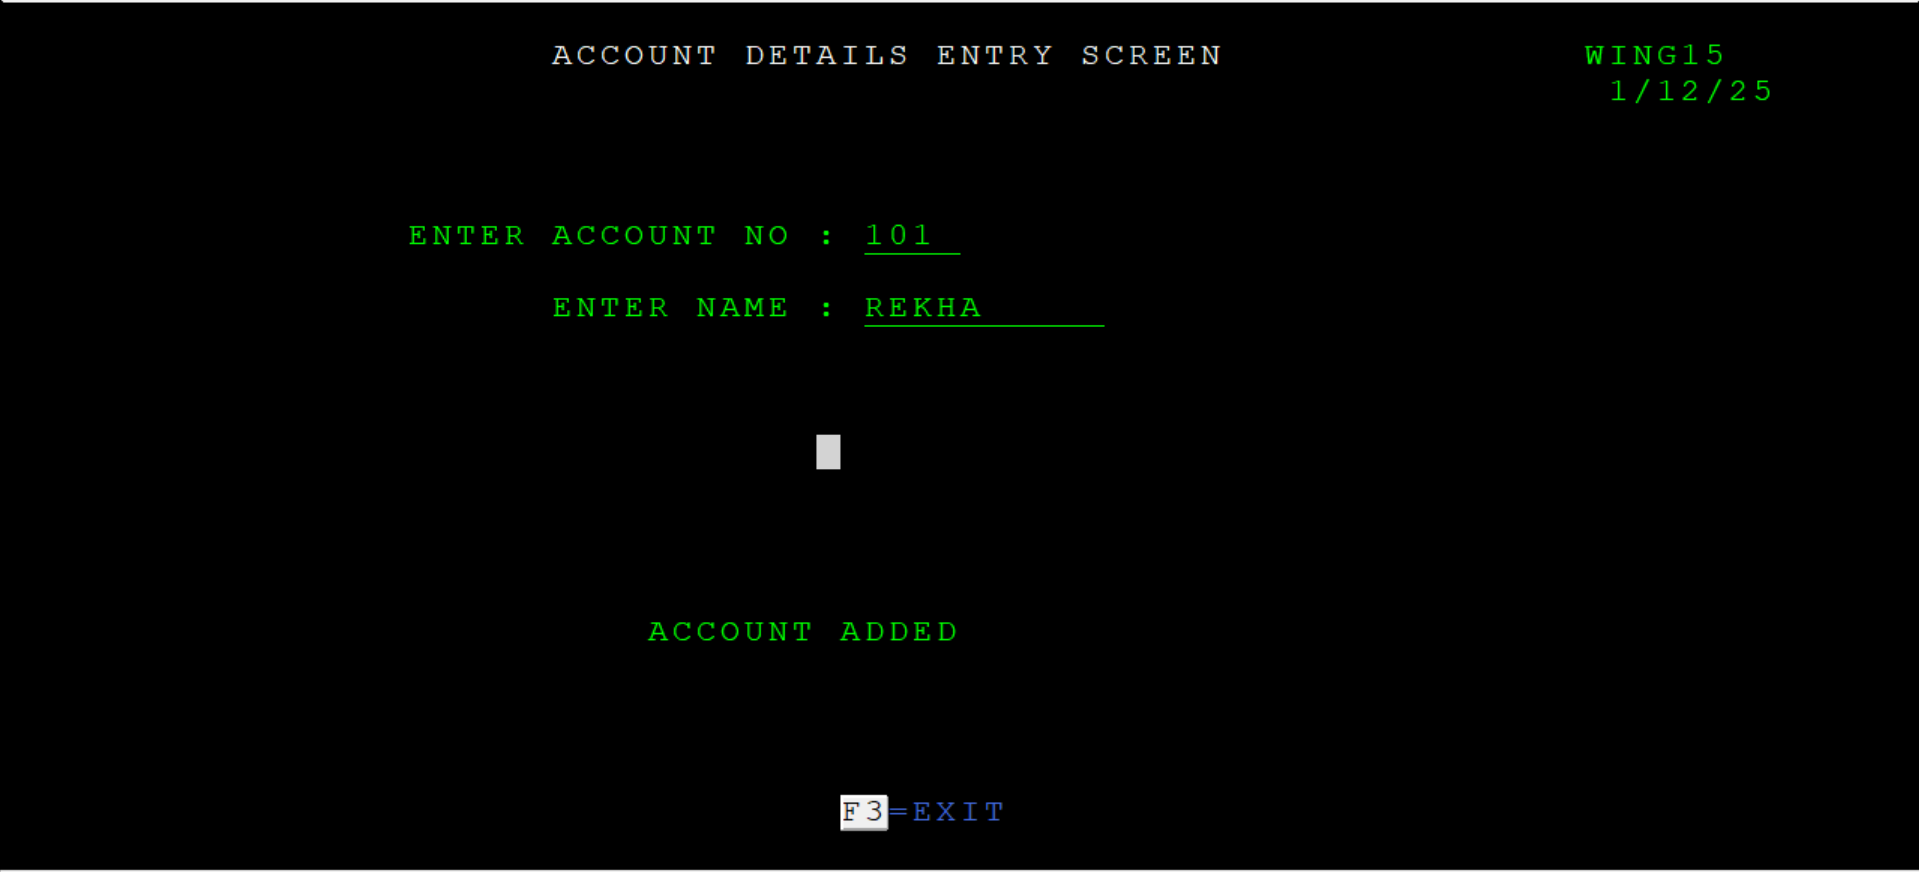 ACCOUNT DETAILS ENTRY SCREEN WING15
1/12/25
ENTER ACCOUNT NO : 101
ENTER NAME : REKHA
ACCOUNT ADDED
F3=EXIT